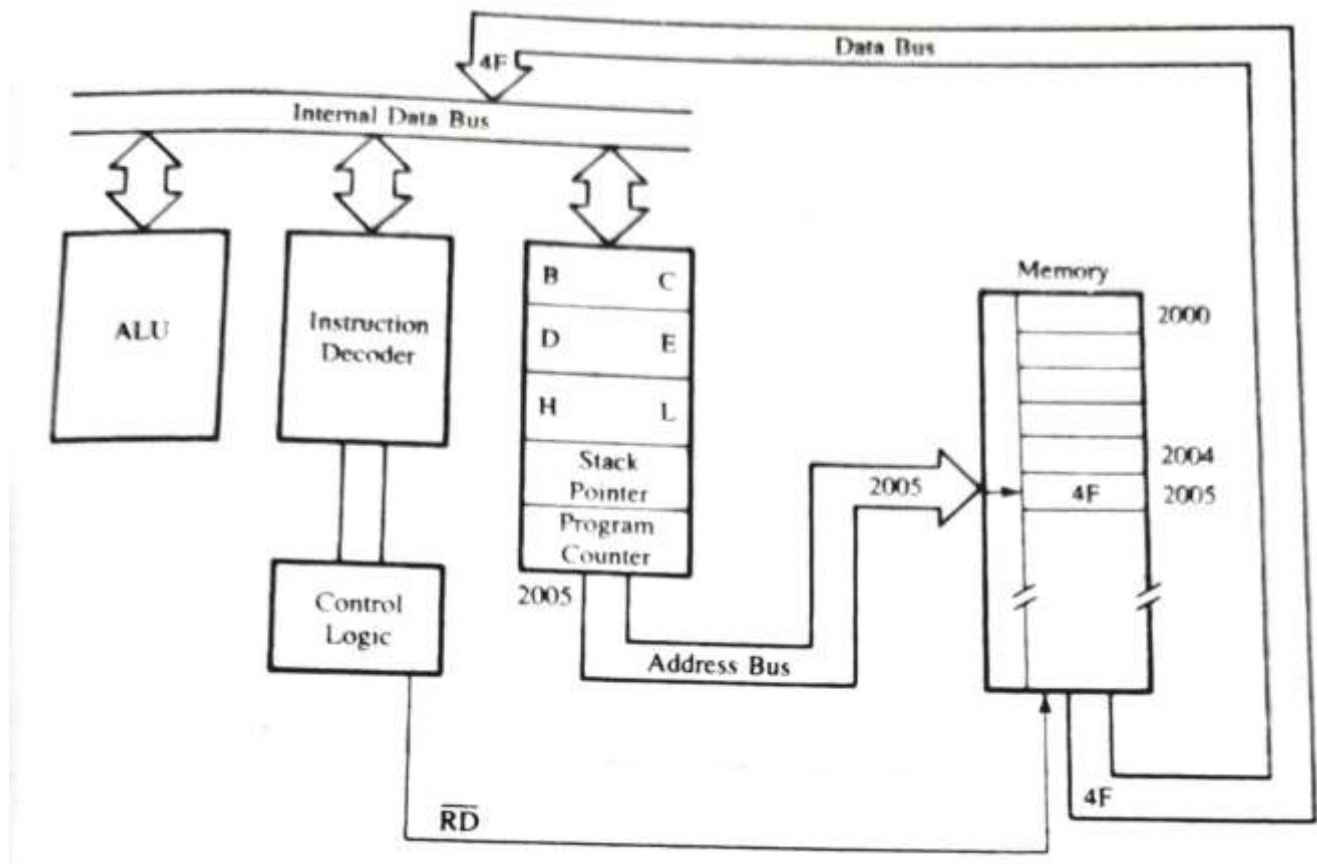 Data Bus
4F
Internal Data Bus
ALU
Instruction
Decoder
B C
D E
H L
Stack
Pointer
Program
Counter
2005
Control
Logic
Address Bus
2005
Memory
2000
2004
4F 2005
4F
RD